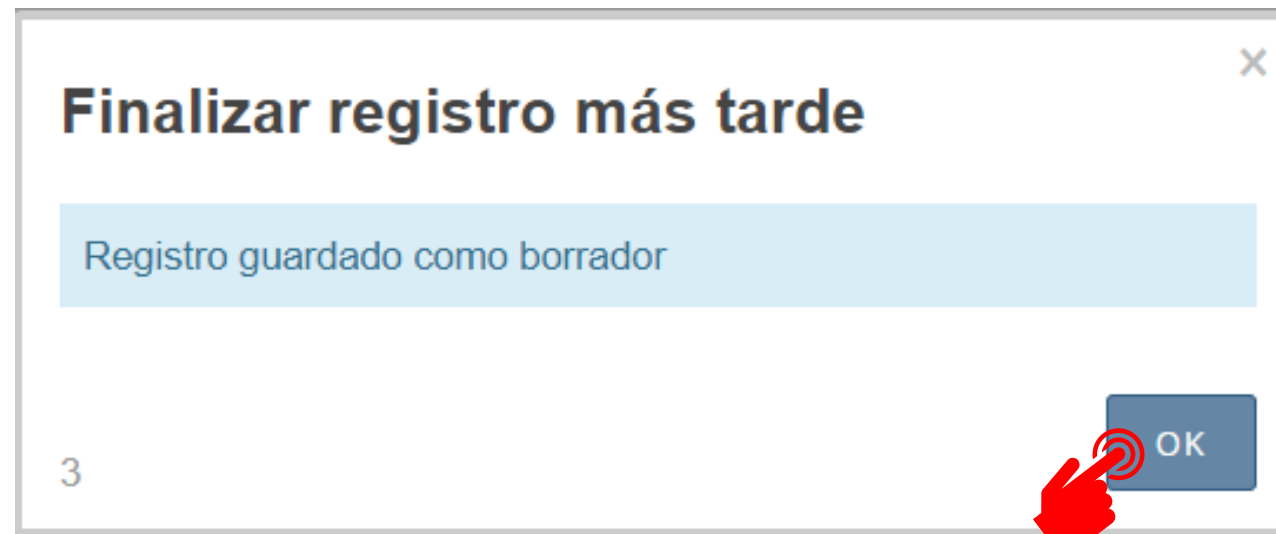 ×
Finalizar registro más tarde
Registro guardado como borrador
OK
3